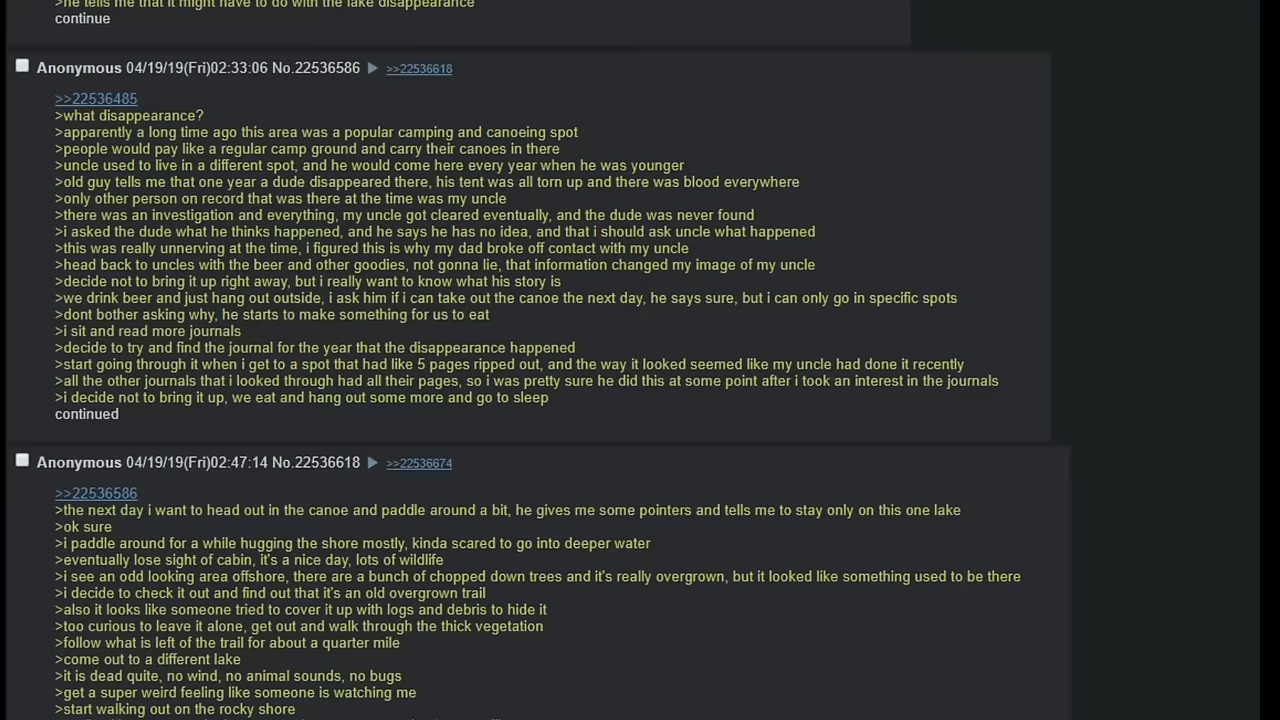 >he tells me that it might have to do with the lake disappearance
continue
Anonymous 04/19/19(Fri)02:33:06 No.22536586 ▶ >>22536618
>>22536485
>what disappearance?
>apparently a long time ago this area was a popular camping and canoeing spot
>people would pay like a regular camp ground and carry their canoes in there
>uncle used to live in a different spot, and he would come here every year when he was younger
>old guy tells me that one year a dude disappeared there, his tent was all torn up and there was blood everywhere
>only other person on record that was there at the time was my uncle
>there was an investigation and everything, my uncle got cleared eventually, and the dude was never found
>i asked the dude what he thinks happened, and he says he has no idea, and that i should ask uncle what happened
>this was really unnerving at the time, i figured this is why my dad broke off contact with my uncle
>head back to uncles with the beer and other goodies, not gonna lie, that information changed my image of my uncle
>decide not to bring it up right away, but i really want to know what his story is
>we drink beer and just hang out outside, i ask him if i can take out the canoe the next day, he says sure, but i can only go in specific spots
>dont bother asking why, he starts to make something for us to eat
>i sit and read more journals
>decide to try and find the journal for the year that the disappearance happened
>start going through it when i get to a spot that had like 5 pages ripped out, and the way it looked seemed like my uncle had done it recently
>all the other journals that i looked through had all their pages, so i was pretty sure he did this at some point after i took an interest in the journals
>i decide not to bring it up, we eat and hang out some more and go to sleep
continued
Anonymous 04/19/19(Fri)02:47:14 No.22536618 ▶ >>22536674
>>22536586
>the next day i want to head out in the canoe and paddle around a bit, he gives me some pointers and tells me to stay only on this one lake
>ok sure
>i paddle around for a while hugging the shore mostly, kinda scared to go into deeper water
>eventually lose sight of cabin, it's a nice day, lots of wildlife
>i see an odd looking area offshore, there are a bunch of chopped down trees and it's really overgrown, but it looked like something used to be there
>i decide to check it out and find out that it's an old overgrown trail
>also it looks like someone tried to cover it up with logs and debris to hide it
>too curious to leave it alone, get out and walk through the thick vegetation
>follow what is left of the trail for about a quarter mile
>come out to a different lake
>it is dead quite, no wind, no animal sounds, no bugs
>get a super weird feeling like someone is watching me
>start walking out on the rocky shore